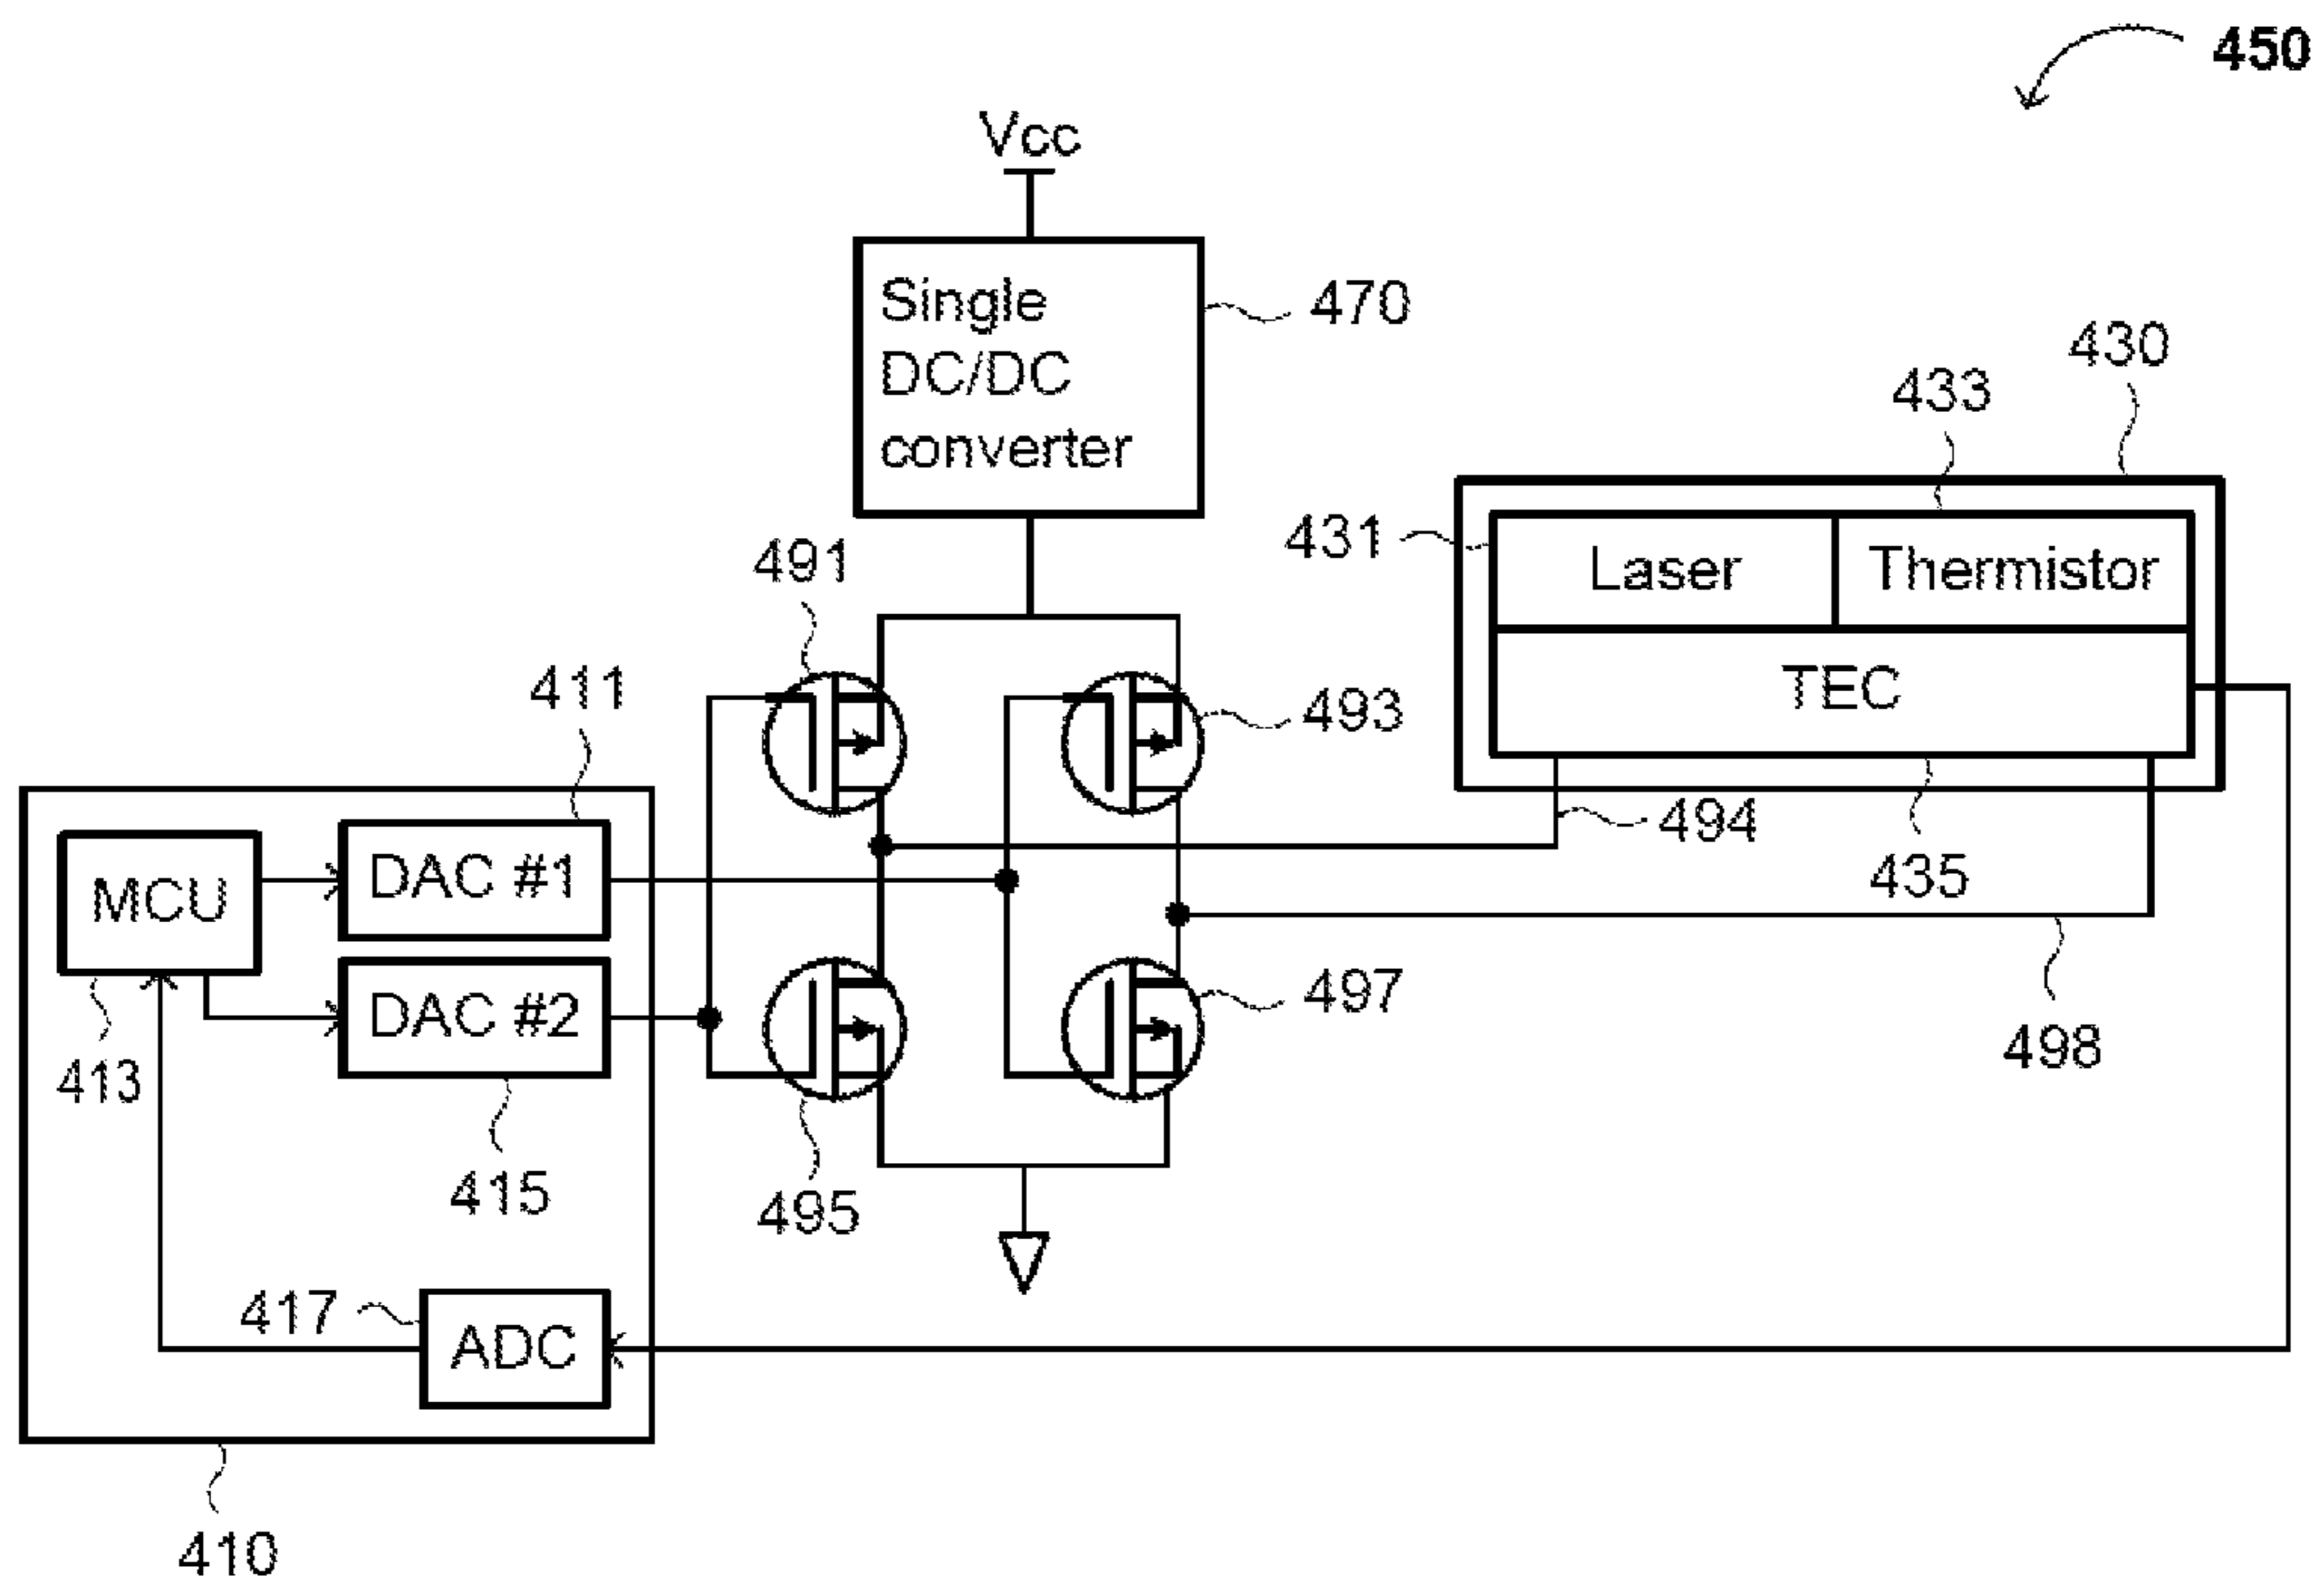 450
Vcc
Single
DC/DC
converter
470
430
433
431
491
Laser
Thermistor
411
TEC
493
494
MCU
DAC #1
435
DAC #2
497
498
413
415
495
417
ADC
410